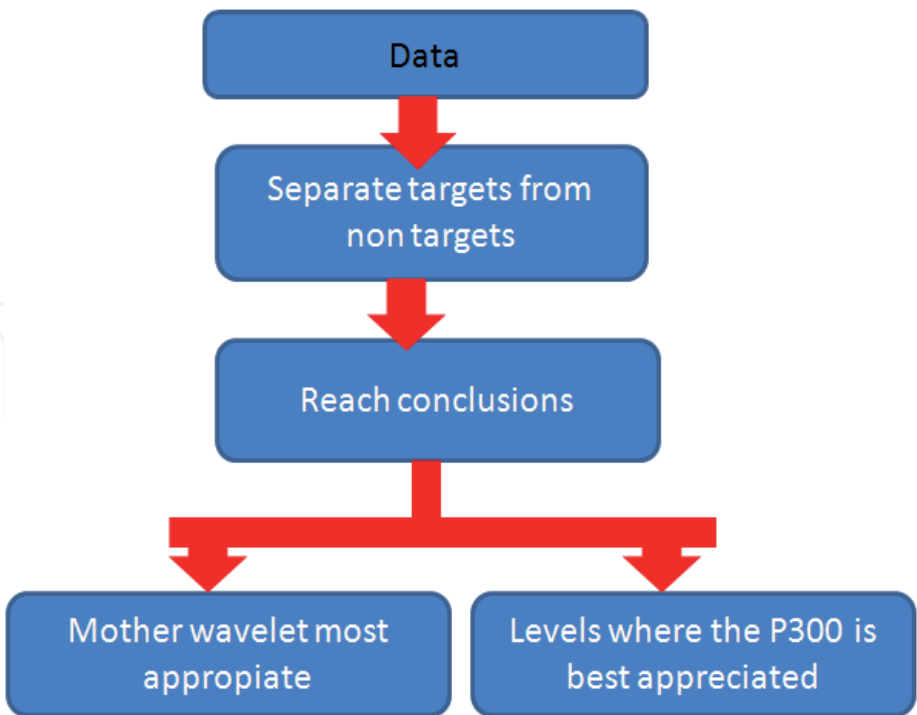 Data
Separate targets from
non targets
Reach conclusions
Mother wavelet most
appropiate
Levels where the P300 is
best appreciated